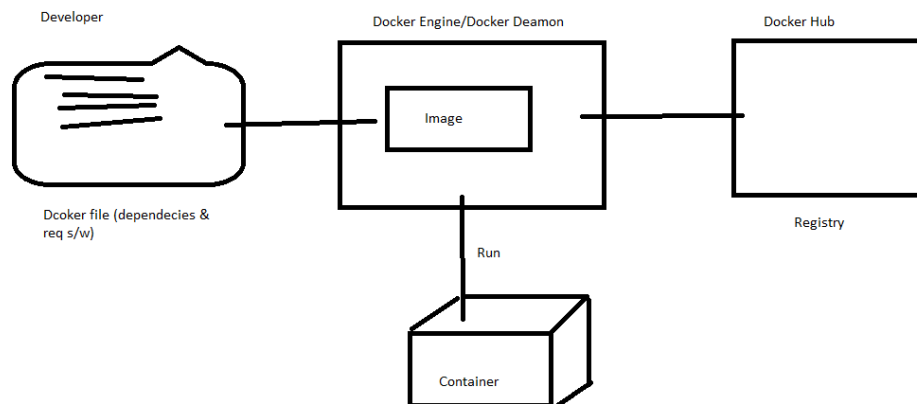 Developer
Docker Engine/Docker Deamon
Docker Hub
Image
Dcoker file (dependecies &
req s/w)
Registry
Run
Container